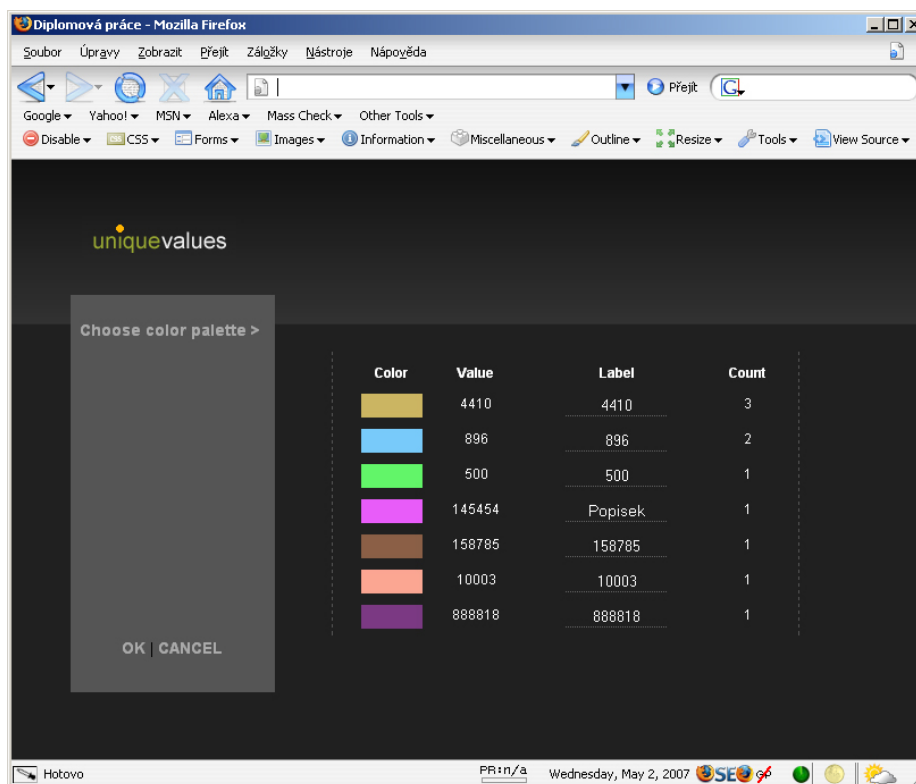 Diplomová práce - Mozilla Firefox
Soubor Úpravy Zobrazit Přejít Záložky Nástroje Nápověda
Přejít G
Google Yahoo! MSN Alexa Mass Check Other Tools
Disable CSS Forms Images Information Miscellaneous Outline Resize Tools View Source
uniquevalues
Choose color palette >
Color Value Label Count
4410 4410 3
896 896 2
500 500 1
145454 Popisek 1
158785 158785 1
10003 10003 1
888818 888818 1
OK | CANCEL
Hotovo PR:n/a Wednesday, May 2, 2007 SE